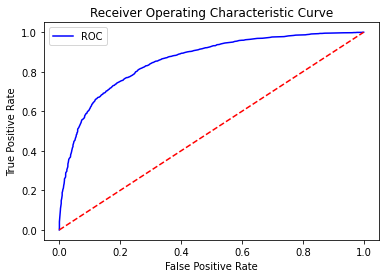 Receiver Operating Characteristic Curve
ROC
True Positive Rate
1.0
0.8
0.6
0.4
0.2
0.0
0.0 0.2 0.4 0.6 0.8 1.0
False Positive Rate